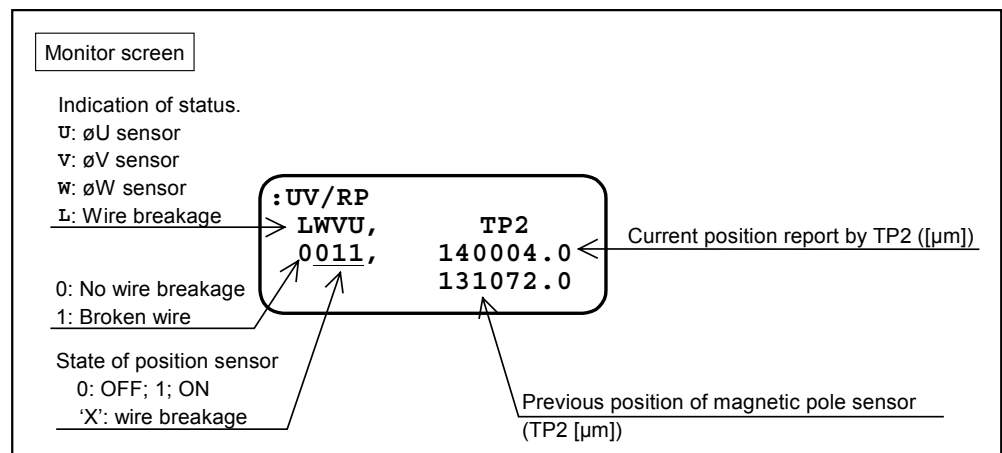 Monitor screen
Indication of status.
U: øU sensor
V: øV sensor
W: øW sensor
L: Wire breakage
:UV/RP
LWVU, TP2
0011, 140004.0
131072.0
Current position report by TP2 ([µm])
0: No wire breakage
1: Broken wire
State of position sensor
0: OFF; 1; ON
‘X’: wire breakage
Previous position of magnetic pole sensor
(TP2 [µm])